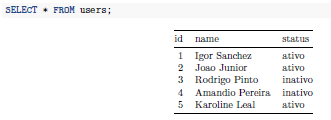 SELECT * FROM users;
id name status
1 Igor Sanchez ativo
2 Joao Junior ativo
3 Rodrigo Pinto inativo
4 Amandio Pereira inativo
5 Karoline Leal ativo